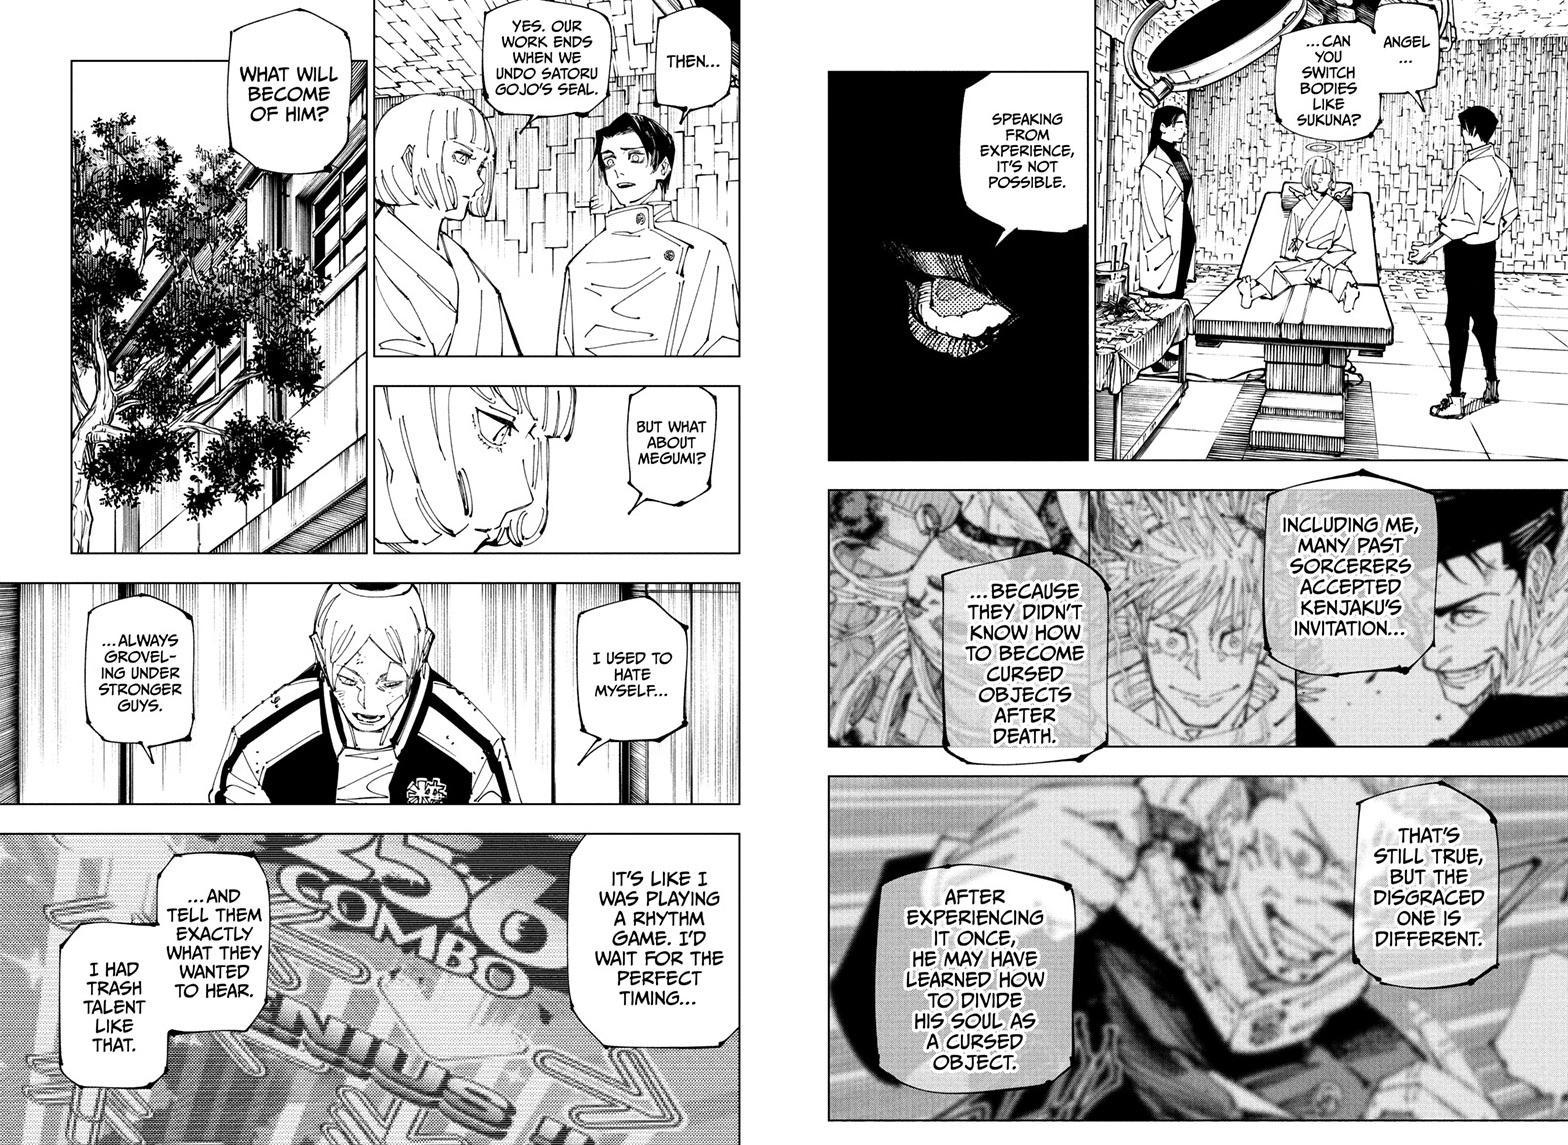 ANGEL
...
...CAN
YOU
SWITCH
BODIES
LIKE
SUKUNA?
SPEAKING
FROM
EXPERIENCE,
IT'S NOT
POSSIBLE.
INCLUDING ME,
MANY PAST
SORCERERS
ACCEPTED
KENJAKU'S
INVITATION...
...BECAUSE
THEY DIDN'T
KNOW HOW
TO BECOME
CURSED
OBJECTS
AFTER
DEATH.
THAT'S
STILL TRUE,
BUT THE
DISGRACED
ONE IS
DIFFERENT.
AFTER
EXPERIENCING
IT ONCE,
HE MAY HAVE
LEARNED HOW
TO DIVIDE
HIS SOUL AS
A CURSED
OBJECT.
THEN...
YES. OUR
WORK ENDS
WHEN WE
UNDO SATORU
GOJO'S SEAL.
WHAT WILL
BECOME
OF HIM?
BUT WHAT
ABOUT
MEGUMI?
I USED TO
HATE
MYSELF...
...ALWAYS
GROVEL-
ING UNDER
STRONGER
GUYS.
IT'S LIKE I
WAS PLAYING
A RHYTHM
GAME. I'D
WAIT FOR THE
PERFECT
TIMING...
256
COMBO
...AND
TELL THEM
EXACTLY
WHAT THEY
WANTED
TO HEAR.
I HAD
TRASH
TALENT
LIKE
THAT.